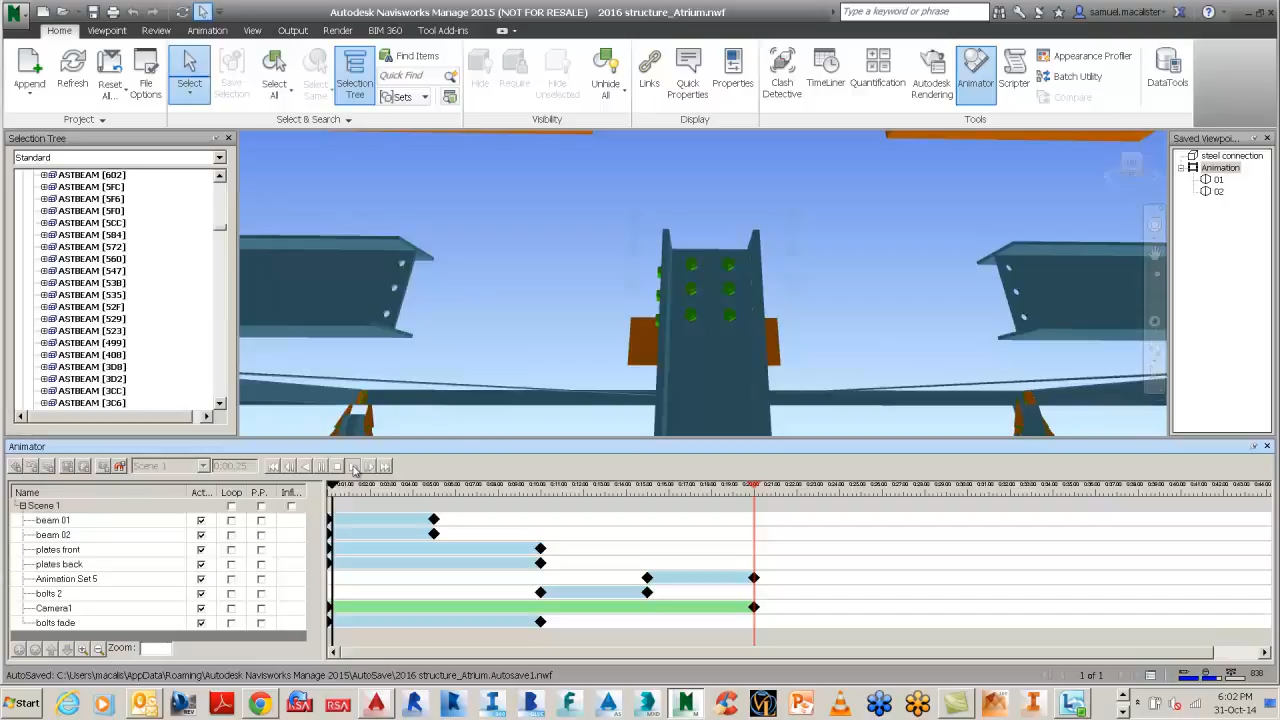 Autodesk Navisworks Manage 2015 (NOT FOR RESALE) 2016 structure_Atrium.nwf
Type a keyword or phrase
samuel.macalister
Home Viewpoint Review Animation View Output Render BIM 360 Tool Add-ins
Append
Refresh
Reset All...
File Options
Select
Save Selection
Select All
Select Same
Selection Tree
Find Items
Quick Find
Sets
Hide
Require
Hide Unselected
Unhide All
Links
Quick Properties
Properties
Clash Detective
TimeLiner
Quantification
Autodesk Rendering
Animator
Scripter
Appearance Profiler
Batch Utility
Compare
DataTools
Project Select & Search Visibility Display Tools
Selection Tree
Standard
ASTBEAM [602]
ASTBEAM [5FC]
ASTBEAM [5F6]
ASTBEAM [5F0]
ASTBEAM [5CC]
ASTBEAM [584]
ASTBEAM [572]
ASTBEAM [560]
ASTBEAM [547]
ASTBEAM [53B]
ASTBEAM [535]
ASTBEAM [52F]
ASTBEAM [529]
ASTBEAM [523]
ASTBEAM [499]
ASTBEAM [408]
ASTBEAM [3D8]
ASTBEAM [3D2]
ASTBEAM [3CC]
ASTBEAM [3C6]
Saved Viewpoi...
steel connection
Animation
01
02
Animator
Scene 1
0:00.25
Name Act... Loop P.P. Infi...
Scene 1
beam 01
beam 02
plates front
plates back
Animation Set 5
bolts 2
Camera1
bolts fade
Zoom:
AutoSaved: C:\Users\macalis\AppData\Roaming\Autodesk Navisworks Manage 2015\AutoSave\2016 structure_Atrium.Autosave1.nwf
1 of 1
838
Start
6:02 PM
31-Oct-14